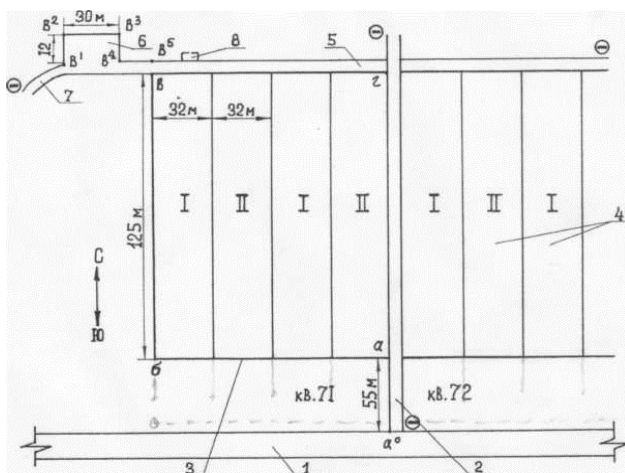 В² 30м В³
12 6 8
В¹ В⁴ В⁵ 5
7 в г
32м 32м
I II I II I II I
125 м 4
С
Ю
б а
кв.71 55 м кв.72
а°
3 1 2